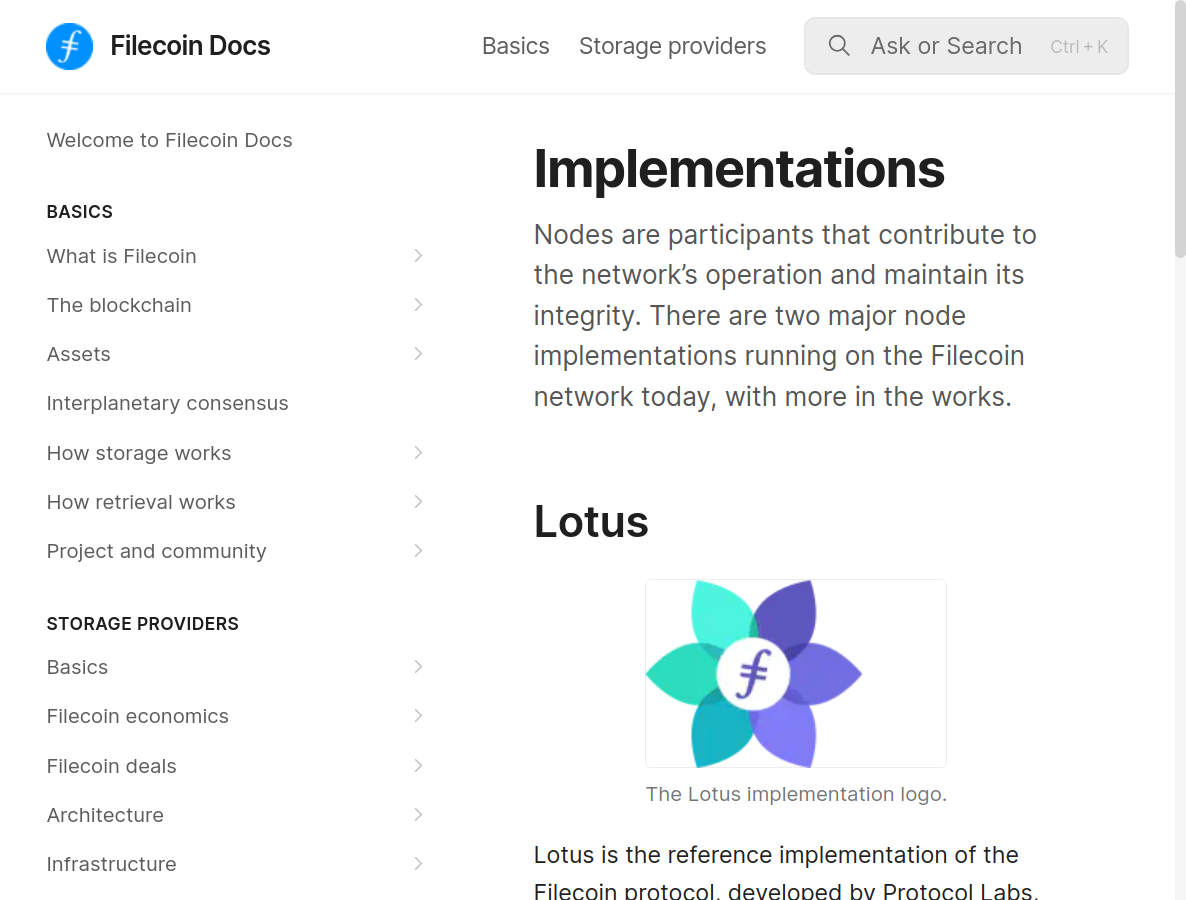 Filecoin Docs
Basics
Storage providers
Ask or Search
Ctrl + K
Welcome to Filecoin Docs
BASICS
What is Filecoin
The blockchain
Assets
Interplanetary consensus
How storage works
How retrieval works
Project and community
STORAGE PROVIDERS
Basics
Filecoin economics
Filecoin deals
Architecture
Infrastructure
Implementations
Nodes are participants that contribute to
the network’s operation and maintain its
integrity. There are two major node
implementations running on the Filecoin
network today, with more in the works.
Lotus
The Lotus implementation logo.
Lotus is the reference implementation of the
Filecoin protocol, developed by Protocol Labs.